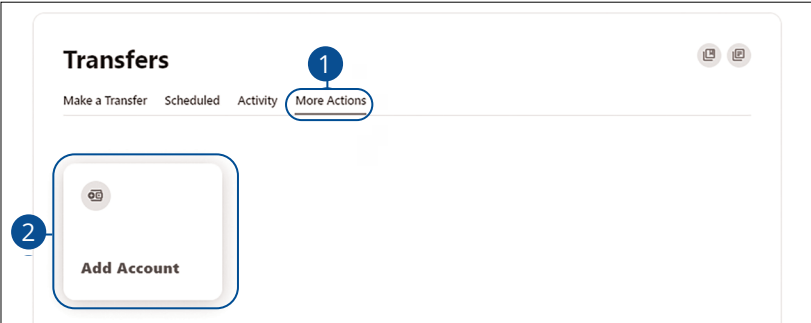 Transfers
1
Make a Transfer Scheduled Activity More Actions
2
Add Account